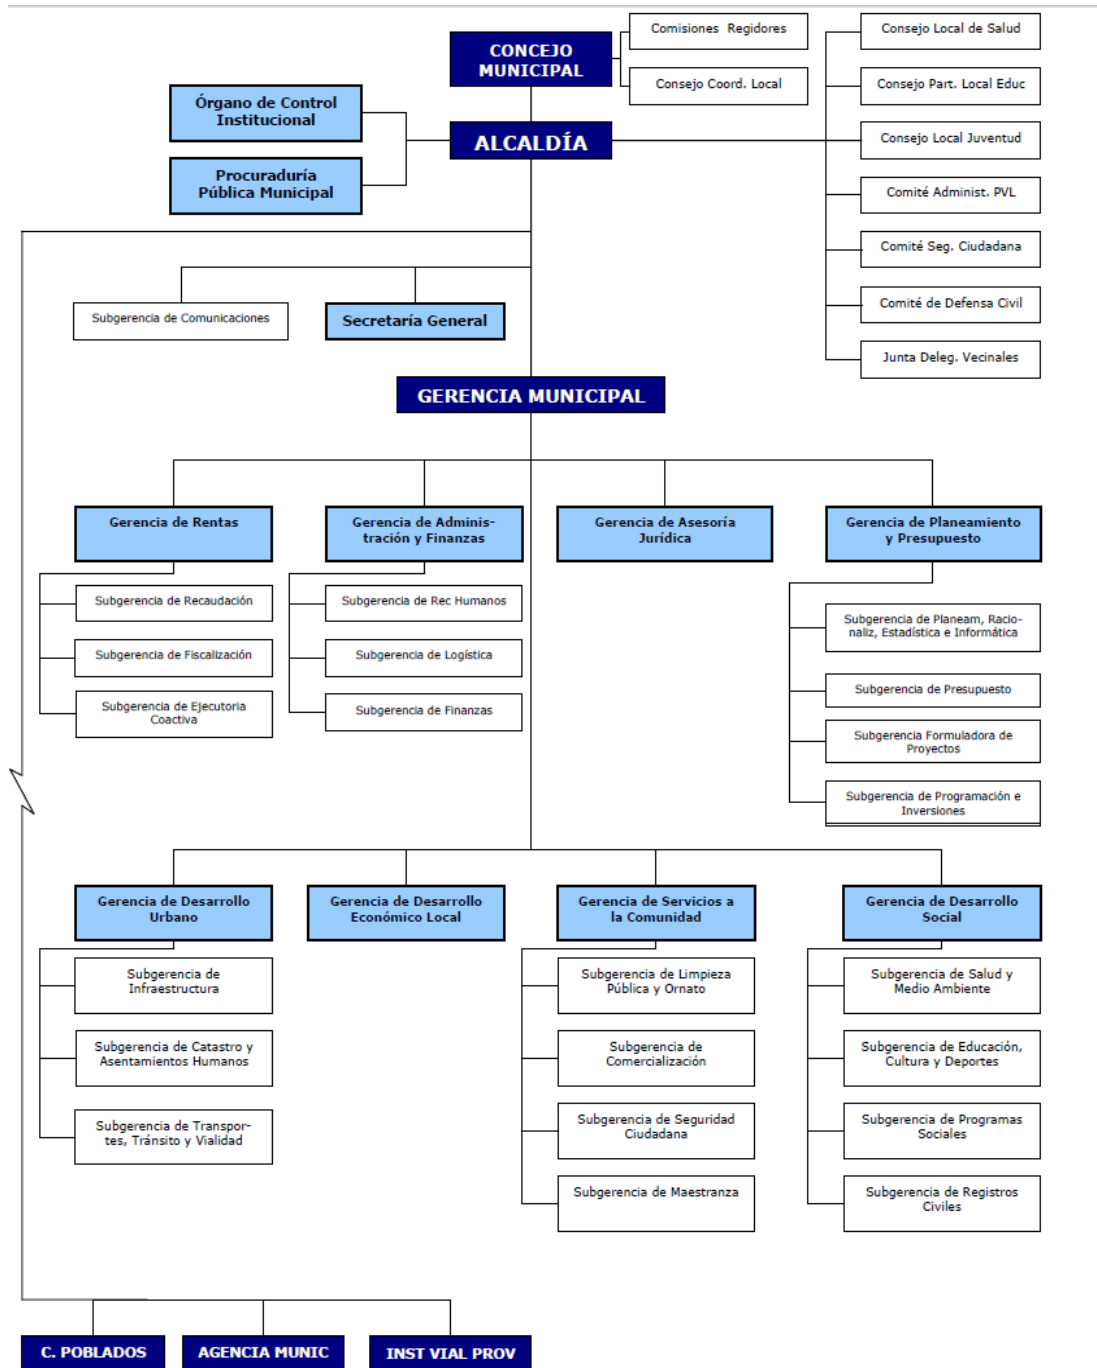 CONCEJO
MUNICIPAL
Comisiones  Regidores
Consejo Coord. Local
Consejo Local de Salud
Consejo Part. Local Educ
Consejo Local Juventud
Comité Administ. PVL
Comité Seg. Ciudadana
Comité de Defensa Civil
Junta Deleg. Vecinales
Órgano de Control
Institucional
Procuraduría
Pública Municipal
ALCALDÍA
Subgerencia de Comunicaciones
Secretaría General
GERENCIA MUNICIPAL
Gerencia de Rentas
Subgerencia de Recaudación
Subgerencia de Fiscalización
Subgerencia de Ejecutoria
Coactiva
Gerencia de Adminis-
tración y Finanzas
Subgerencia de Rec Humanos
Subgerencia de Logística
Subgerencia de Finanzas
Gerencia de Asesoría
Jurídica
Gerencia de Planeamiento
y Presupuesto
Subgerencia de Planeam, Racio-
naliz, Estadística e Informática
Subgerencia de Presupuesto
Subgerencia Formuladora de
Proyectos
Subgerencia de Programación e
Inversiones
Gerencia de Desarrollo
Urbano
Subgerencia de
Infraestructura
Subgerencia de Catastro y
Asentamientos Humanos
Subgerencia de Transpor-
tes, Tránsito y Vialidad
Gerencia de Desarrollo
Económico Local
Gerencia de Servicios a
la Comunidad
Subgerencia de Limpieza
Pública y Ornato
Subgerencia de
Comercialización
Subgerencia de Seguridad
Ciudadana
Subgerencia de Maestranza
Gerencia de Desarrollo
Social
Subgerencia de Salud y
Medio Ambiente
Subgerencia de Educación,
Cultura y Deportes
Subgerencia de Programas
Sociales
Subgerencia de Registros
Civiles
C. POBLADOS
AGENCIA MUNIC
INST VIAL PROV